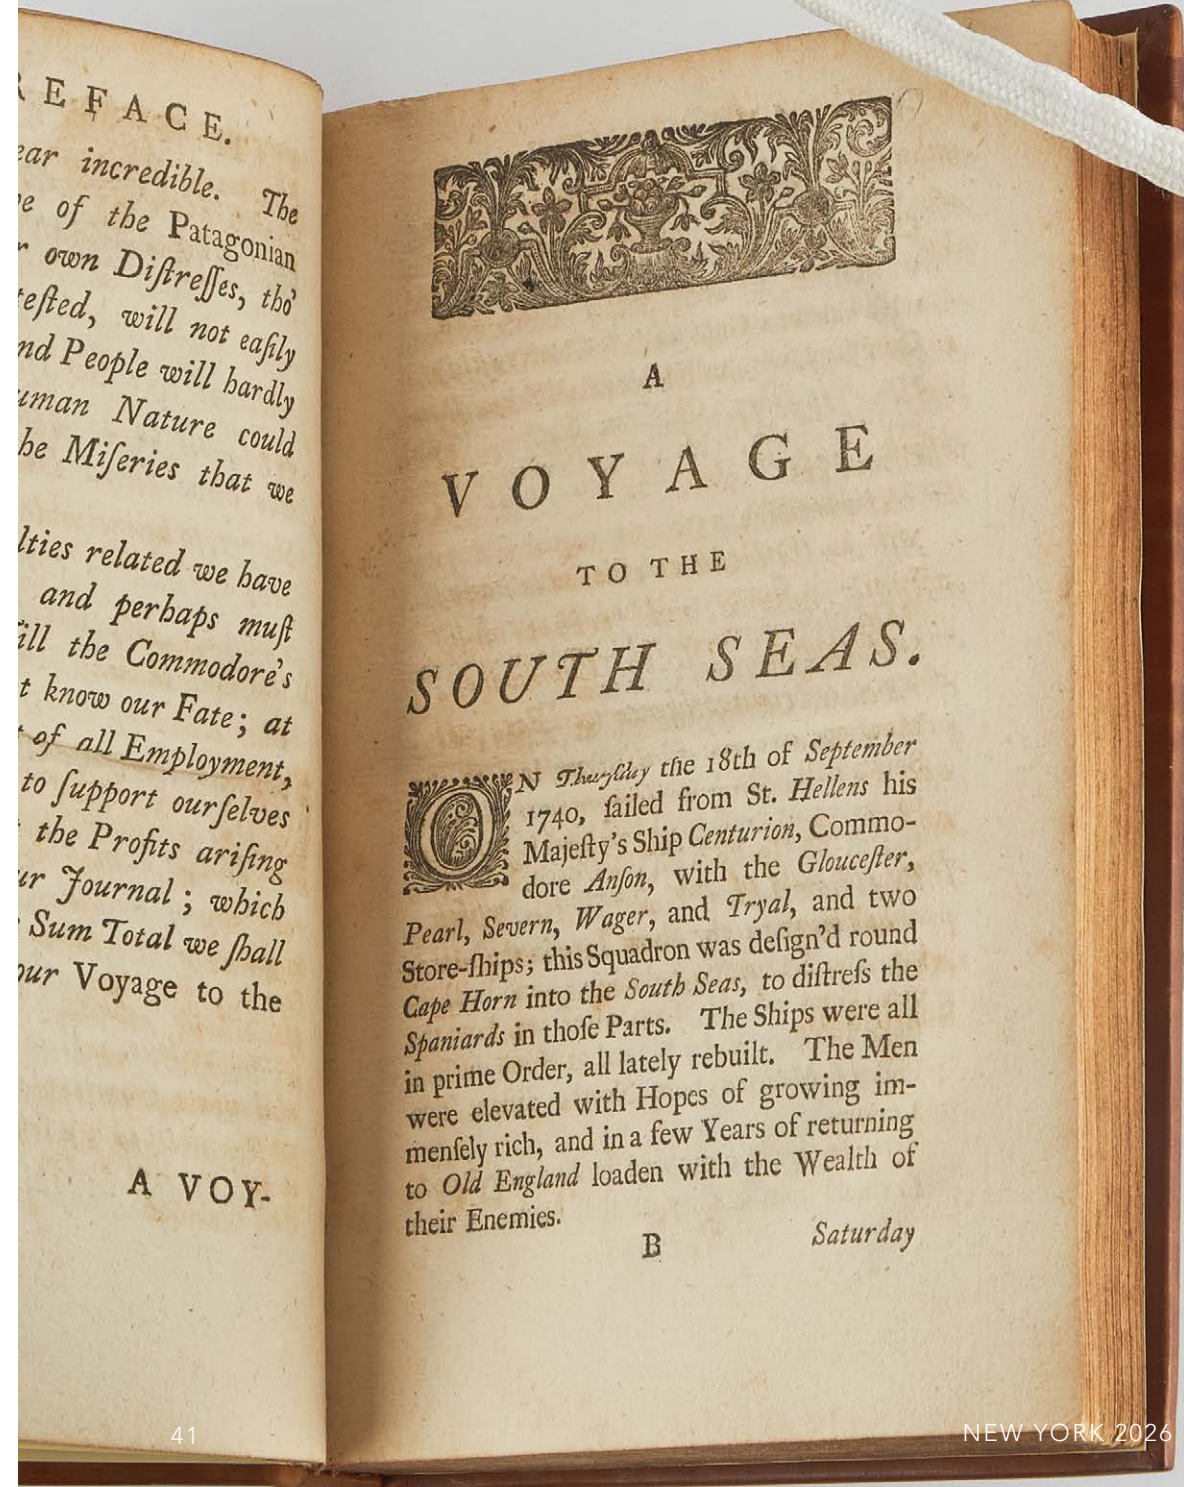 REFACE.
ear incredible. The
e of the Patagonian
r own Diſtreſſes, tho'
teſted, will not eaſily
nd People will hardly
uman Nature could
he Miſeries that we
lties related we have
and perhaps muſt
ill the Commodore's
t know our Fate; at
of all Employment,
to ſupport ourſelves
the Profits ariſing
ur Journal; which
Sum Total we ſhall
our Voyage to the
A VOY-
A
VOYAGE
TO THE
SOUTH SEAS.
ON Thurſday the 18th of September
1740, ſailed from St. Hellens his
Majeſty's Ship Centurion, Commo-
dore Anſon, with the Glouceſter,
Pearl, Severn, Wager, and Tryal, and two
Store-ſhips; this Squadron was deſign'd round
Cape Horn into the South Seas, to diſtreſs the
Spaniards in thoſe Parts. The Ships were all
in prime Order, all lately rebuilt. The Men
were elevated with Hopes of growing im-
menſely rich, and in a few Years of returning
to Old England loaden with the Wealth of
their Enemies.
B Saturday
41
NEW YORK 2026